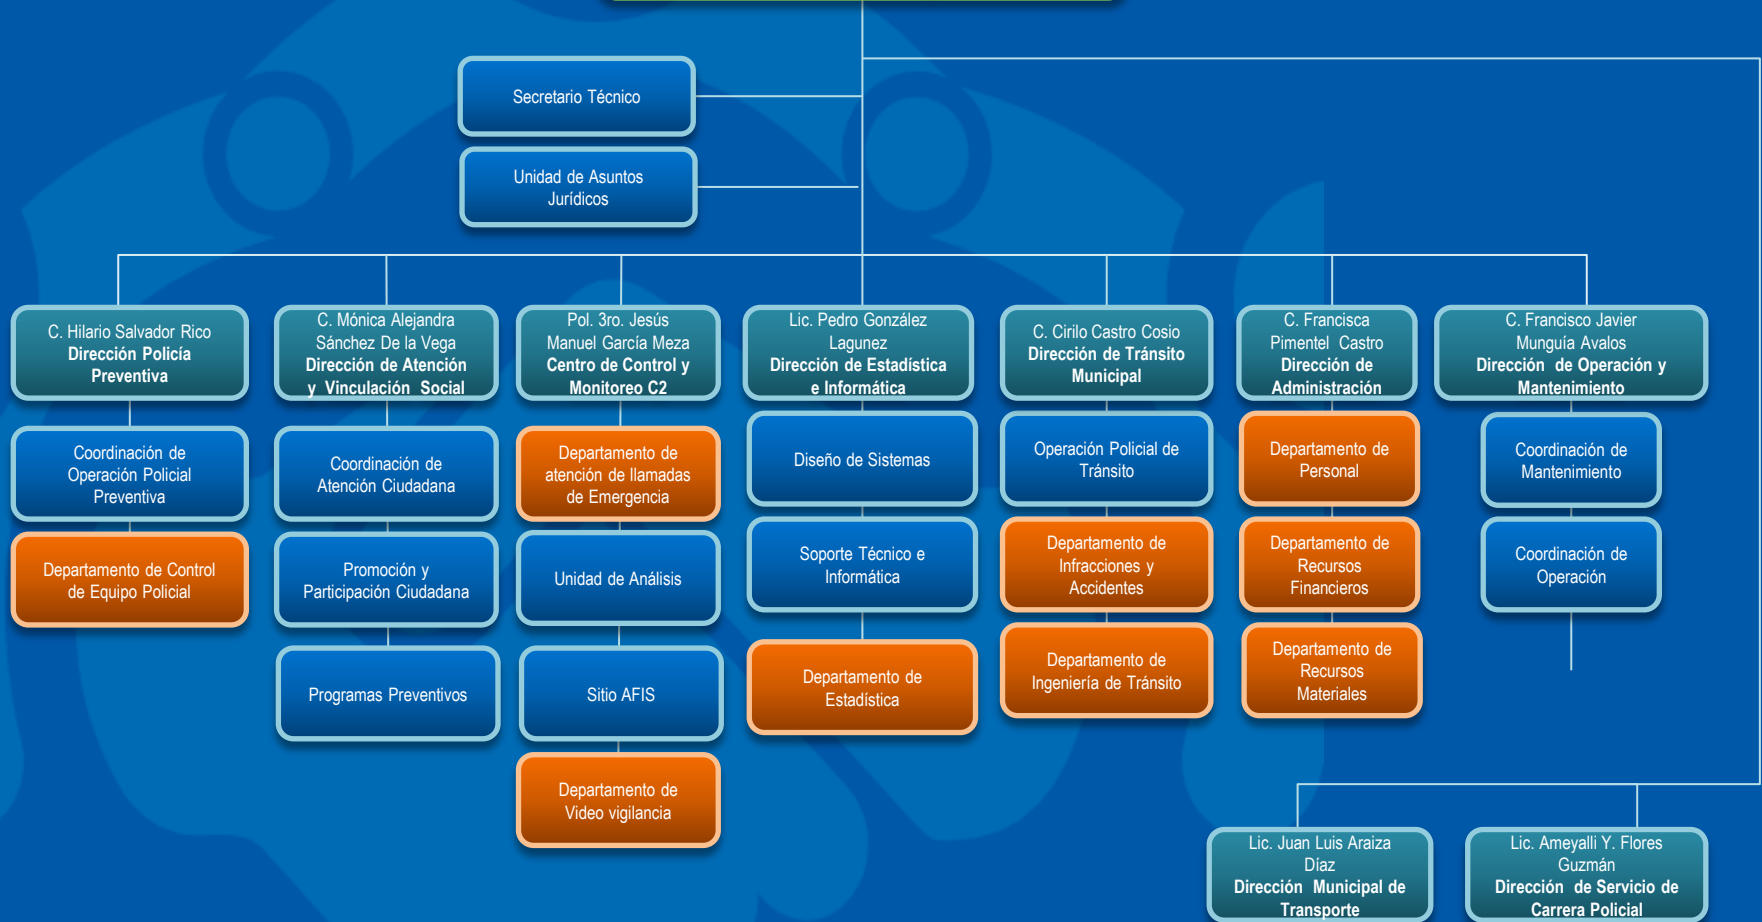 Secretario Técnico
Unidad de Asuntos
Jurídicos
C. Hilario Salvador Rico
Dirección Policía
Preventiva
C. Mónica Alejandra
Sánchez De la Vega
Dirección de Atención
y Vinculación Social
Pol. 3ro. Jesús
Manuel García Meza
Centro de Control y
Monitoreo C2
Lic. Pedro González
Lagunez
Dirección de Estadística
e Informática
C. Cirilo Castro Cosio
Dirección de Tránsito
Municipal
C. Francisca
Pimentel Castro
Dirección de
Administración
C. Francisco Javier
Munguía Avalos
Dirección de Operación y
Mantenimiento
Coordinación de
Operación Policial
Preventiva
Coordinación de
Atención Ciudadana
Departamento de
atención de llamadas
de Emergencia
Diseño de Sistemas
Operación Policial de
Tránsito
Departamento de
Personal
Coordinación de
Mantenimiento
Departamento de Control
de Equipo Policial
Promoción y
Participación Ciudadana
Unidad de Análisis
Soporte Técnico e
Informática
Departamento de
Infracciones y
Accidentes
Departamento de
Recursos
Financieros
Coordinación de
Operación
Programas Preventivos
Sitio AFIS
Departamento de
Estadística
Departamento de
Ingeniería de Tránsito
Departamento de
Recursos
Materiales
Departamento de
Video vigilancia
Lic. Juan Luis Araiza
Díaz
Dirección Municipal de
Transporte
Lic. Ameyalli Y. Flores
Guzmán
Dirección de Servicio de
Carrera Policial